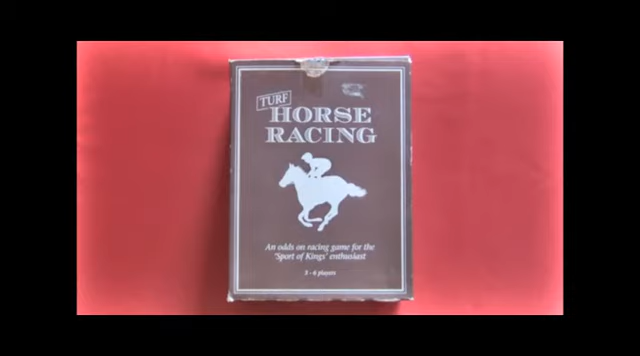 TURF
HORSE
RACING
An odds on racing game for the
'Sport of Kings' enthusiast
3 - 6 players